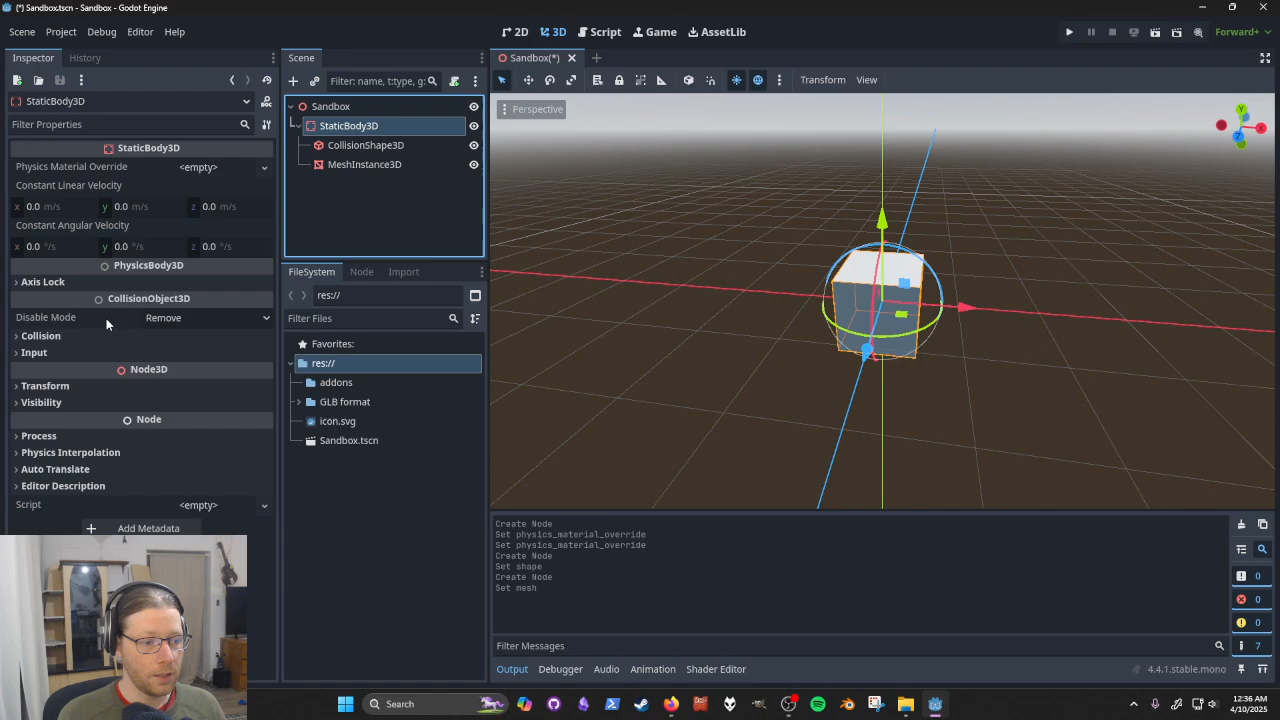 (*) Sandbox.tscn - Godot Engine
Scene Project Debug Editor Help
2D 3D Script Game AssetLib
Forward+
Inspector History
Scene
Sandbox(*)
Filter: name, t:type, g:
Transform View
StaticBody3D
Filter Properties
Sandbox
StaticBody3D
CollisionShape3D
MeshInstance3D
Perspective
Y
X
Z
StaticBody3D
Physics Material Override <empty>
Constant Linear Velocity
x 0.0 m/s y 0.0 m/s z 0.0 m/s
Constant Angular Velocity
x 0.0 °/s y 0.0 °/s z 0.0 °/s
PhysicsBody3D
Axis Lock
CollisionObject3D
Disable Mode Remove
Collision
Input
Node3D
Transform
Visibility
Node
Process
Physics Interpolation
Auto Translate
Editor Description
Script <empty>
Add Metadata
FileSystem Node Import
res://
Filter Files
Favorites:
res://
addons
GLB format
icon.svg
Sandbox.tscn
Create Node
Set physics_material_override
Set physics_material_override
Create Node
Set shape
Create Node
Set mesh
0
0
0
7
Filter Messages
Output Debugger Audio Animation Shader Editor
4.4.1.stable.mono
Search
12:36 AM
4/10/2025